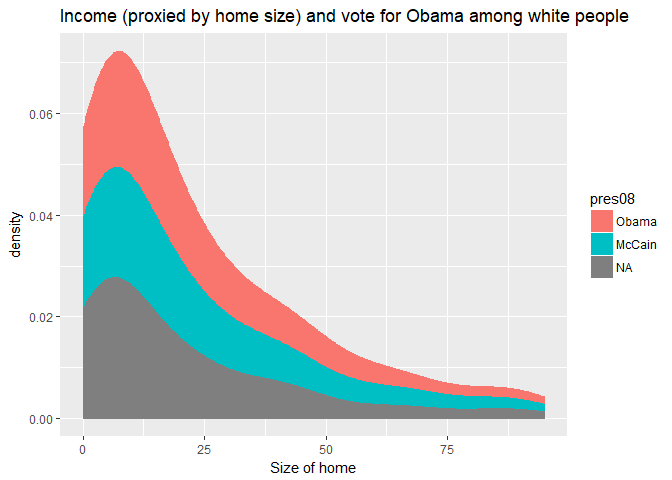 Income (proxied by home size) and vote for Obama among white people
density
0.06
0.04
0.02
0.00
0
25
50
75
Size of home
pres08
Obama
McCain
NA